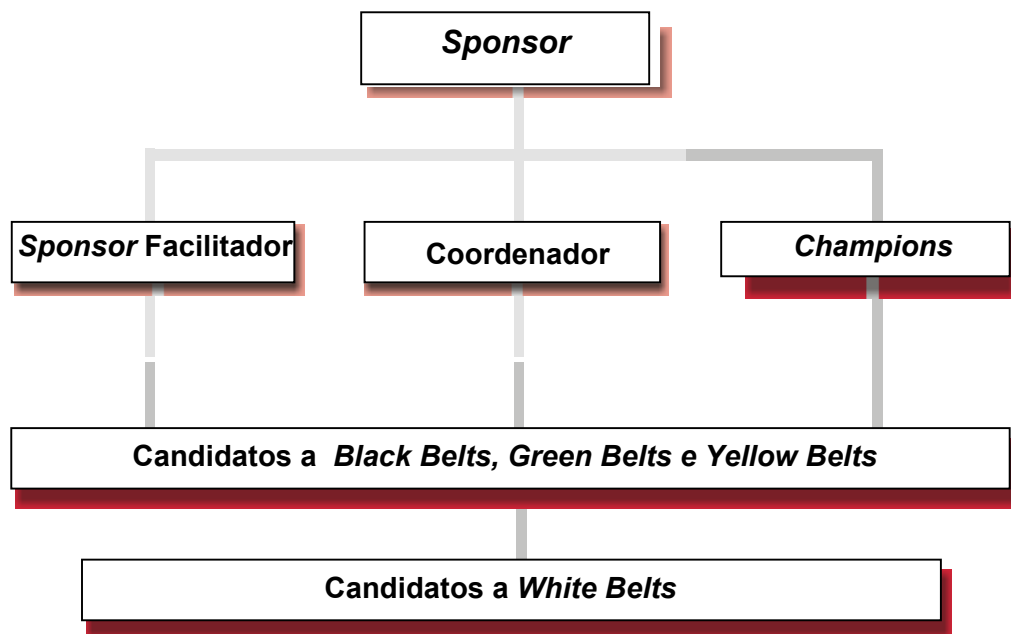 Sponsor
Sponsor Facilitador
Coordenador
Champions
Candidatos a Black Belts, Green Belts e Yellow Belts
Candidatos a White Belts